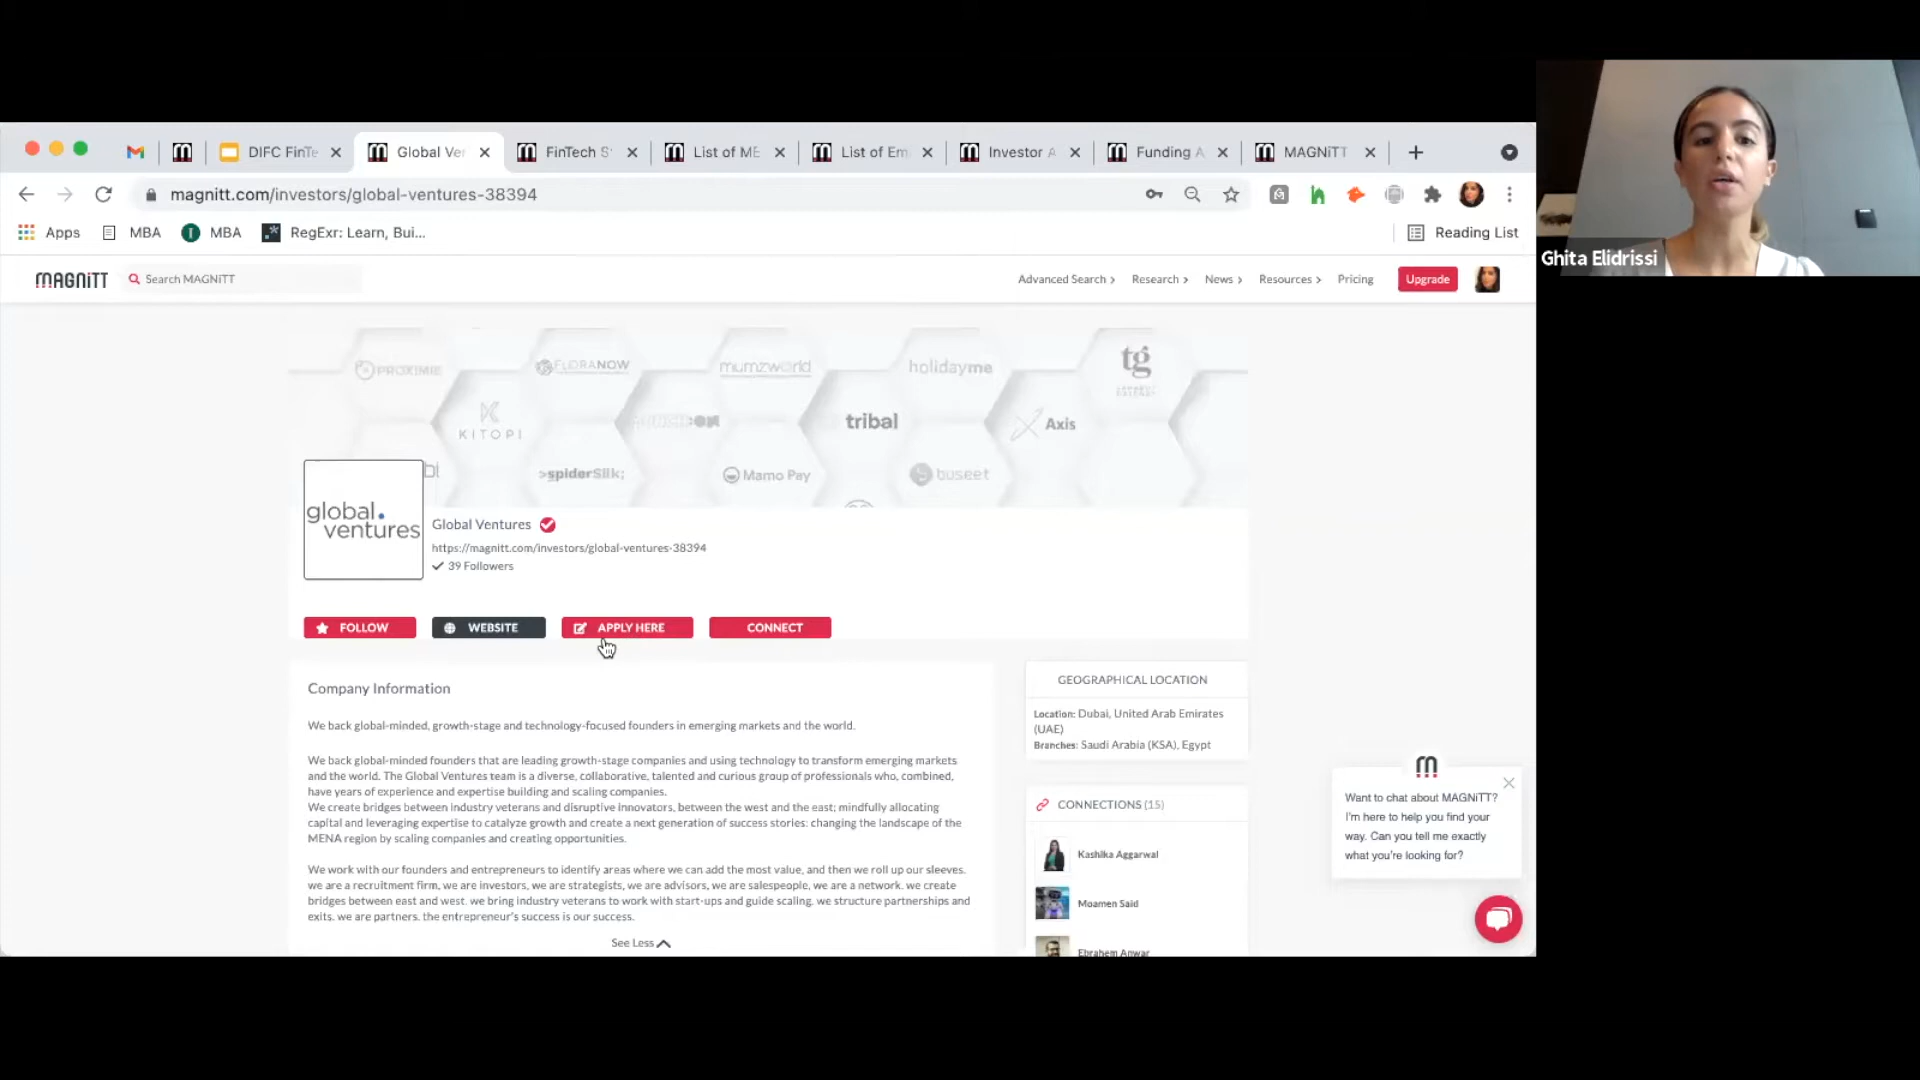 DIFC FinTe
Global Ver
FinTech S
List of ME
List of Em
Investor A
Funding A
MAGNiTT
magnitt.com/investors/global-ventures-38394
Apps
MBA
MBA
RegExr: Learn, Bui...
Reading List
Ghita Elidrissi
MAGNiTT
Search MAGNiTT
Advanced Search
Research
News
Resources
Pricing
Upgrade
PROXIMIE
FLORANOW
mumzworld
holidayme
tg
KITOPI
tribal
Axis
>spiderSilk;
Mamo Pay
buseet
global.
ventures
Global Ventures
https://magnitt.com/investors/global-ventures-38394
39 Followers
FOLLOW
WEBSITE
APPLY HERE
CONNECT
Company Information
We back global-minded, growth-stage and technology-focused founders in emerging markets and the world.
We back global-minded founders that are leading growth-stage companies and using technology to transform emerging markets
and the world. The Global Ventures team is a diverse, collaborative, talented and curious group of professionals who, combined,
have years of experience and expertise building and scaling companies.
We create bridges between industry veterans and disruptive innovators, between the west and the east; mindfully allocating
capital and leveraging expertise to catalyze growth and create a next generation of success stories: changing the landscape of the
MENA region by scaling companies and creating opportunities.
We work with our founders and entrepreneurs to identify areas where we can add the most value, and then we roll up our sleeves.
we are a recruitment firm, we are investors, we are strategists, we are advisors, we are salespeople, we are a network. we create
bridges between east and west. we bring industry veterans to work with start-ups and guide scaling. we structure partnerships and
exits. we are partners. the entrepreneur's success is our success.
See Less
GEOGRAPHICAL LOCATION
Location: Dubai, United Arab Emirates
(UAE)
Branches: Saudi Arabia (KSA), Egypt
CONNECTIONS (15)
Kashika Aggarwal
Moamen Said
Ebrahem Anwar
Want to chat about MAGNiTT?
I'm here to help you find your
way. Can you tell me exactly
what you're looking for?